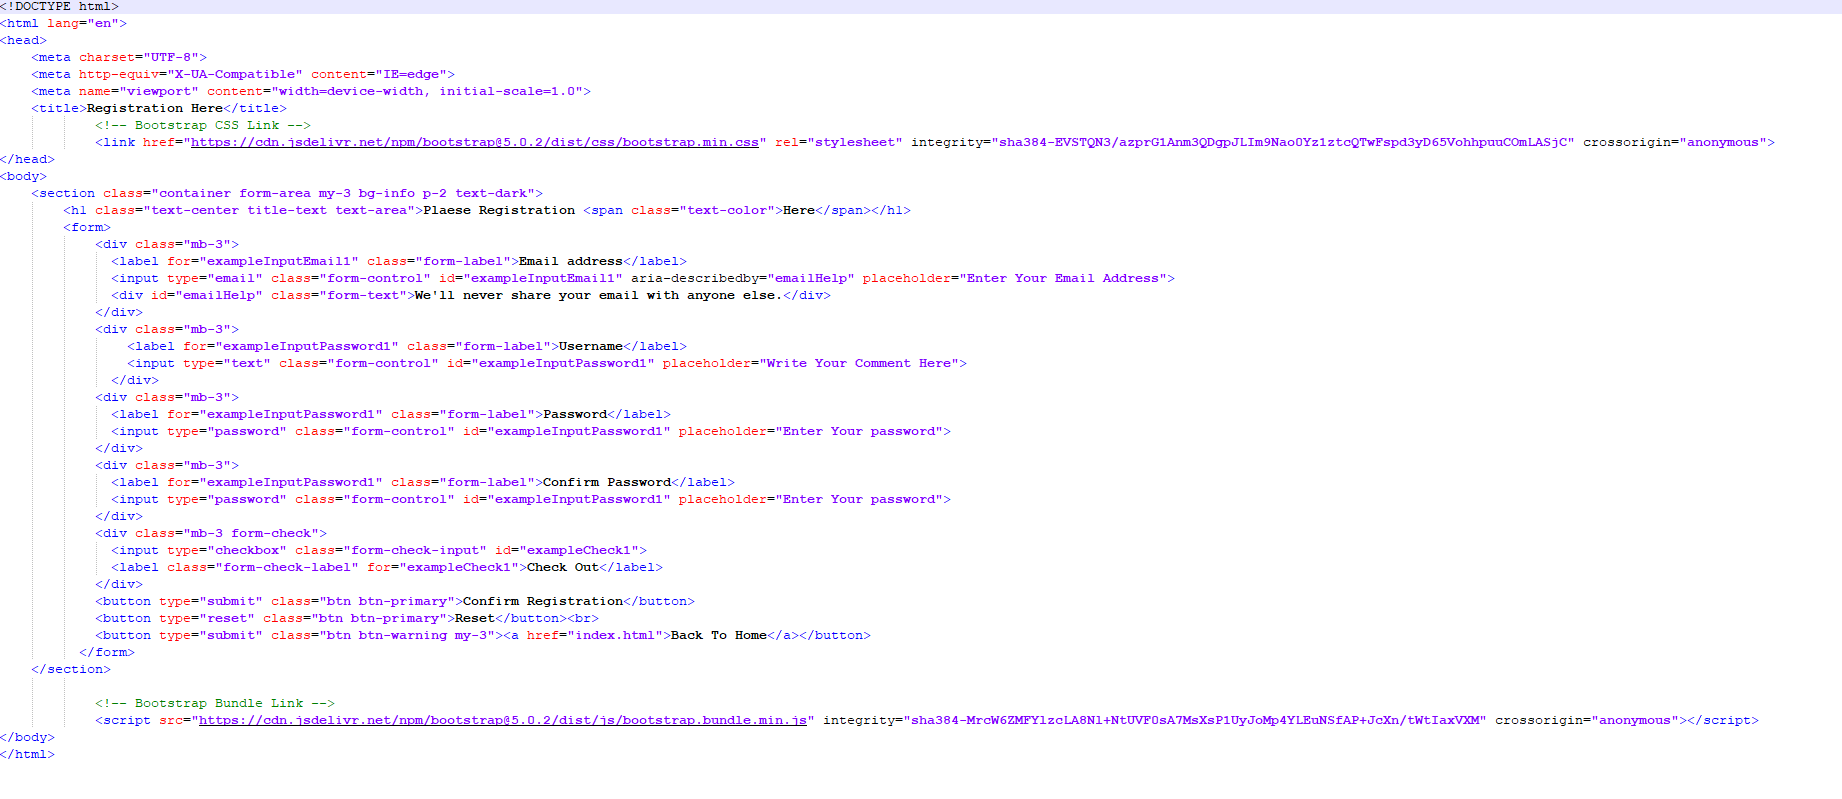 <!DOCTYPE html>
<html lang="en">
<head>
    <meta charset="UTF-8">
    <meta http-equiv="X-UA-Compatible" content="IE=edge">
    <meta name="viewport" content="width=device-width, initial-scale=1.0">
    <title>Registration Here</title>
            <!-- Bootstrap CSS Link -->
            <link href="https://cdn.jsdelivr.net/npm/bootstrap@5.0.2/dist/css/bootstrap.min.css" rel="stylesheet" integrity="sha384-EVSTQN3/azprG1Anm3QDgpJLIm9Nao0Yz1ztcQTwFspd3yD65VohhpuuCOmLASjC" crossorigin="anonymous">
</head>
<body>
    <section class="container form-area my-3 bg-info p-2 text-dark">
        <h1 class="text-center title-text text-area">Plaese Registration <span class="text-color">Here</span></h1>
        <form>
            <div class="mb-3">
              <label for="exampleInputEmail1" class="form-label">Email address</label>
              <input type="email" class="form-control" id="exampleInputEmail1" aria-describedby="emailHelp" placeholder="Enter Your Email Address">
              <div id="emailHelp" class="form-text">We'll never share your email with anyone else.</div>
            </div>
            <div class="mb-3">
                <label for="exampleInputPassword1" class="form-label">Username</label>
                <input type="text" class="form-control" id="exampleInputPassword1" placeholder="Write Your Comment Here">
              </div>
            <div class="mb-3">
              <label for="exampleInputPassword1" class="form-label">Password</label>
              <input type="password" class="form-control" id="exampleInputPassword1" placeholder="Enter Your password">
            </div>
            <div class="mb-3">
              <label for="exampleInputPassword1" class="form-label">Confirm Password</label>
              <input type="password" class="form-control" id="exampleInputPassword1" placeholder="Enter Your password">
            </div>
            <div class="mb-3 form-check">
              <input type="checkbox" class="form-check-input" id="exampleCheck1">
              <label class="form-check-label" for="exampleCheck1">Check Out</label>
            </div>
            <button type="submit" class="btn btn-primary">Confirm Registration</button>
            <button type="reset" class="btn btn-primary">Reset</button><br>
            <button type="submit" class="btn btn-warning my-3"><a href="index.html">Back To Home</a></button>
          </form>
    </section>
            <!-- Bootstrap Bundle Link -->
            <script src="https://cdn.jsdelivr.net/npm/bootstrap@5.0.2/dist/js/bootstrap.bundle.min.js" integrity="sha384-MrcW6ZMFYlzcLA8Nl+NtUVF0sA7MsXsP1UyJoMp4YLEuNSfAP+JcXn/tWtIaxVXM" crossorigin="anonymous"></script>
</body>
</html>